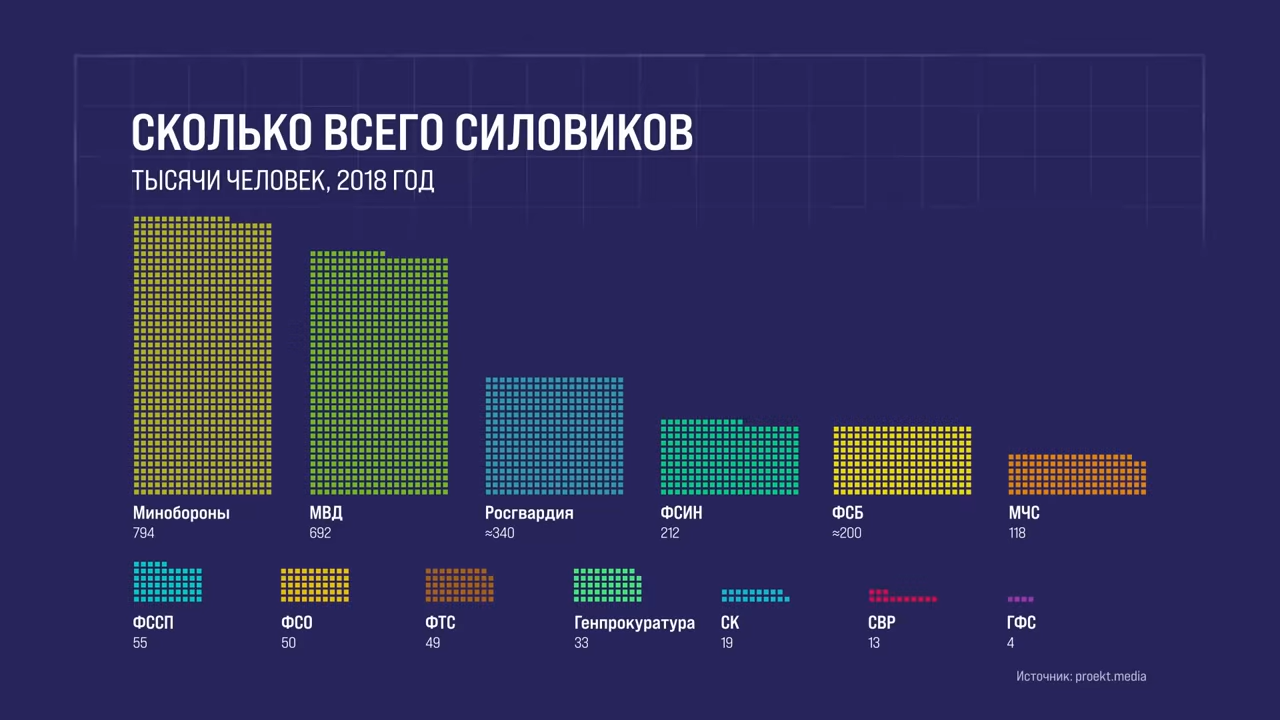 СКОЛЬКО ВСЕГО СИЛОВИКОВ
ТЫСЯЧИ ЧЕЛОВЕК, 2018 ГОД
Минобороны МВД Росгвардия ФСИН ФСБ МЧС
794 692 ≈340 212 ≈200 118
ФССП ФСО ФТС Генпрокуратура СК СВР ГФС
55 50 49 33 19 13 4
Источник: proekt.media